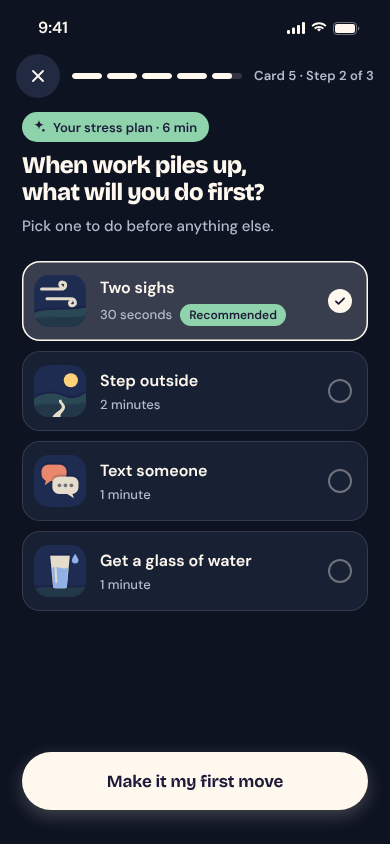 9:41
Card 5 · Step 2 of 3
Your stress plan · 6 min
When work piles up,
what will you do first?
Pick one to do before anything else.
Two sighs
30 seconds Recommended
Step outside
2 minutes
Text someone
1 minute
Get a glass of water
1 minute
Make it my first move